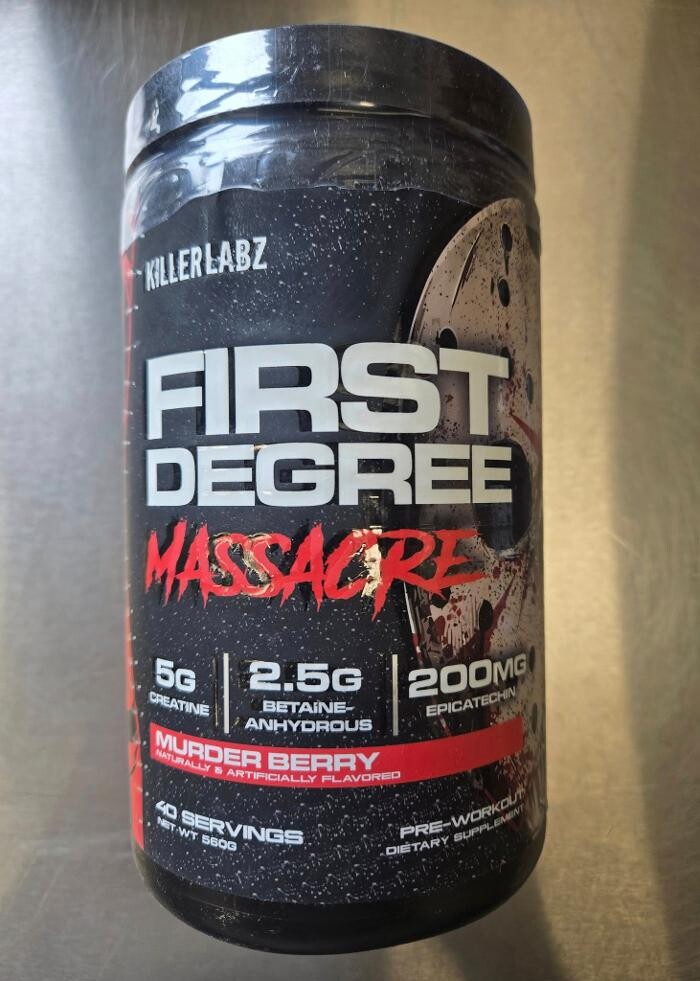 KILLERLABZ
FIRST
DEGREE
MASSACRE
5G
CREATINE
2.5G
BETAINE-
ANHYDROUS
200MG
EPICATECHIN
MURDER BERRY
NATURALLY & ARTIFICIALLY FLAVORED
40 SERVINGS
NET WT 560G
PRE-WORKOUT
DIETARY SUPPLEMENT